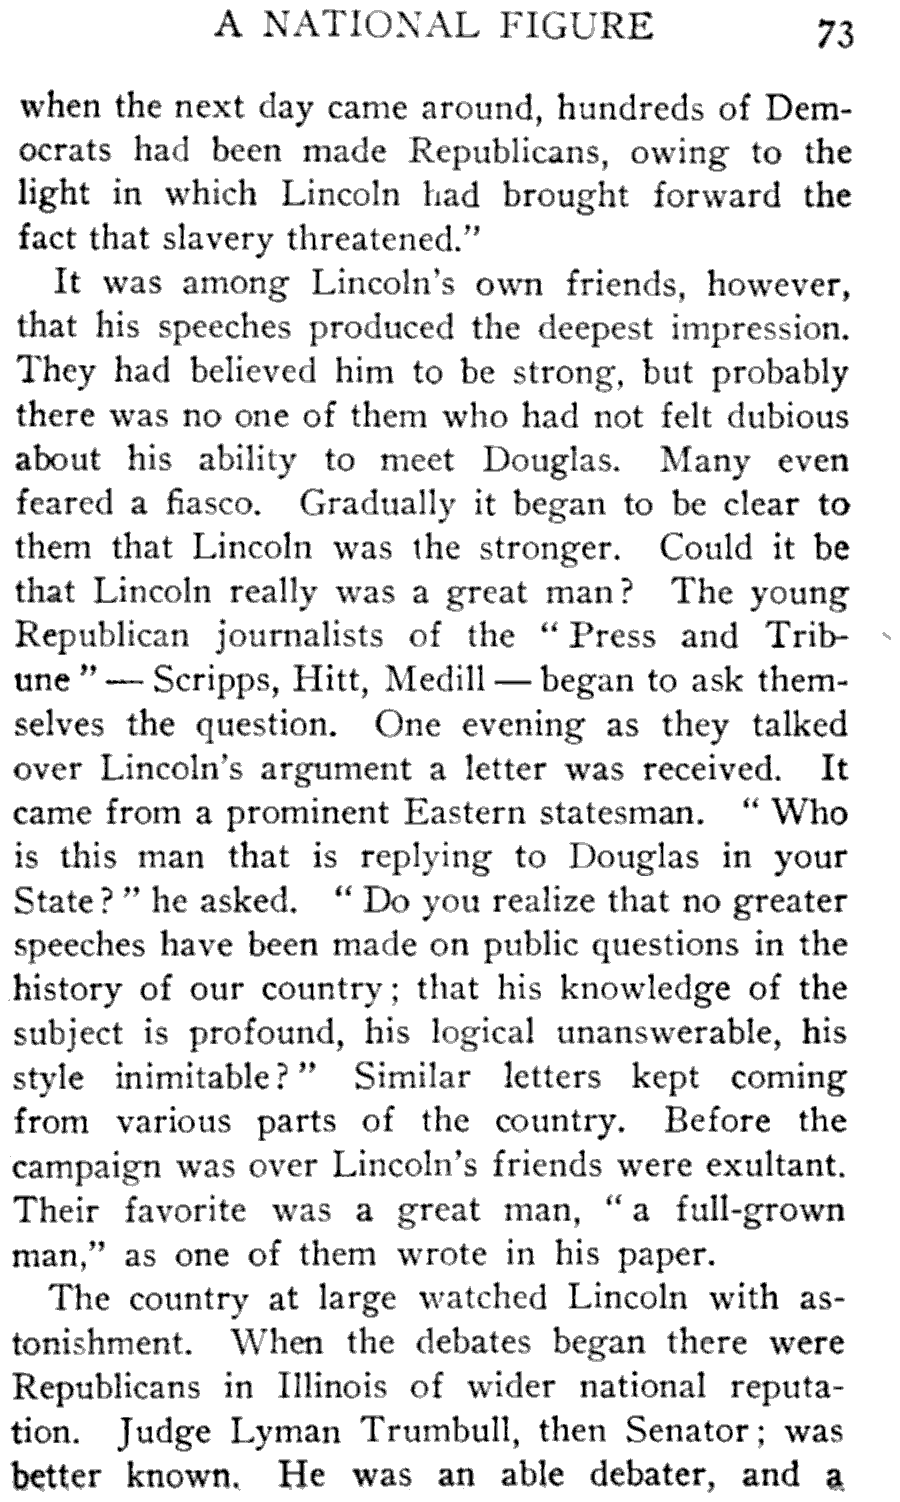 A NATIONAL FIGURE 73
when the next day came around, hundreds of Dem-
ocrats had been made Republicans, owing to the
light in which Lincoln had brought forward the
fact that slavery threatened.”
It was among Lincoln's own friends, however,
that his speeches produced the deepest impression.
They had believed him to be strong, but probably
there was no one of them who had not felt dubious
about his ability to meet Douglas. Many even
feared a fiasco. Gradually it began to be clear to
them that Lincoln was the stronger. Could it be
that Lincoln really was a great man? The young
Republican journalists of the “Press and Trib-
une”—Scripps, Hitt, Medill—began to ask them-
selves the question. One evening as they talked
over Lincoln's argument a letter was received. It
came from a prominent Eastern statesman. “Who
is this man that is replying to Douglas in your
State?” he asked. “Do you realize that no greater
speeches have been made on public questions in the
history of our country; that his knowledge of the
subject is profound, his logical unanswerable, his
style inimitable?” Similar letters kept coming
from various parts of the country. Before the
campaign was over Lincoln's friends were exultant.
Their favorite was a great man, “a full-grown
man,” as one of them wrote in his paper.
The country at large watched Lincoln with as-
tonishment. When the debates began there were
Republicans in Illinois of wider national reputa-
tion. Judge Lyman Trumbull, then Senator; was
better known. He was an able debater, and a